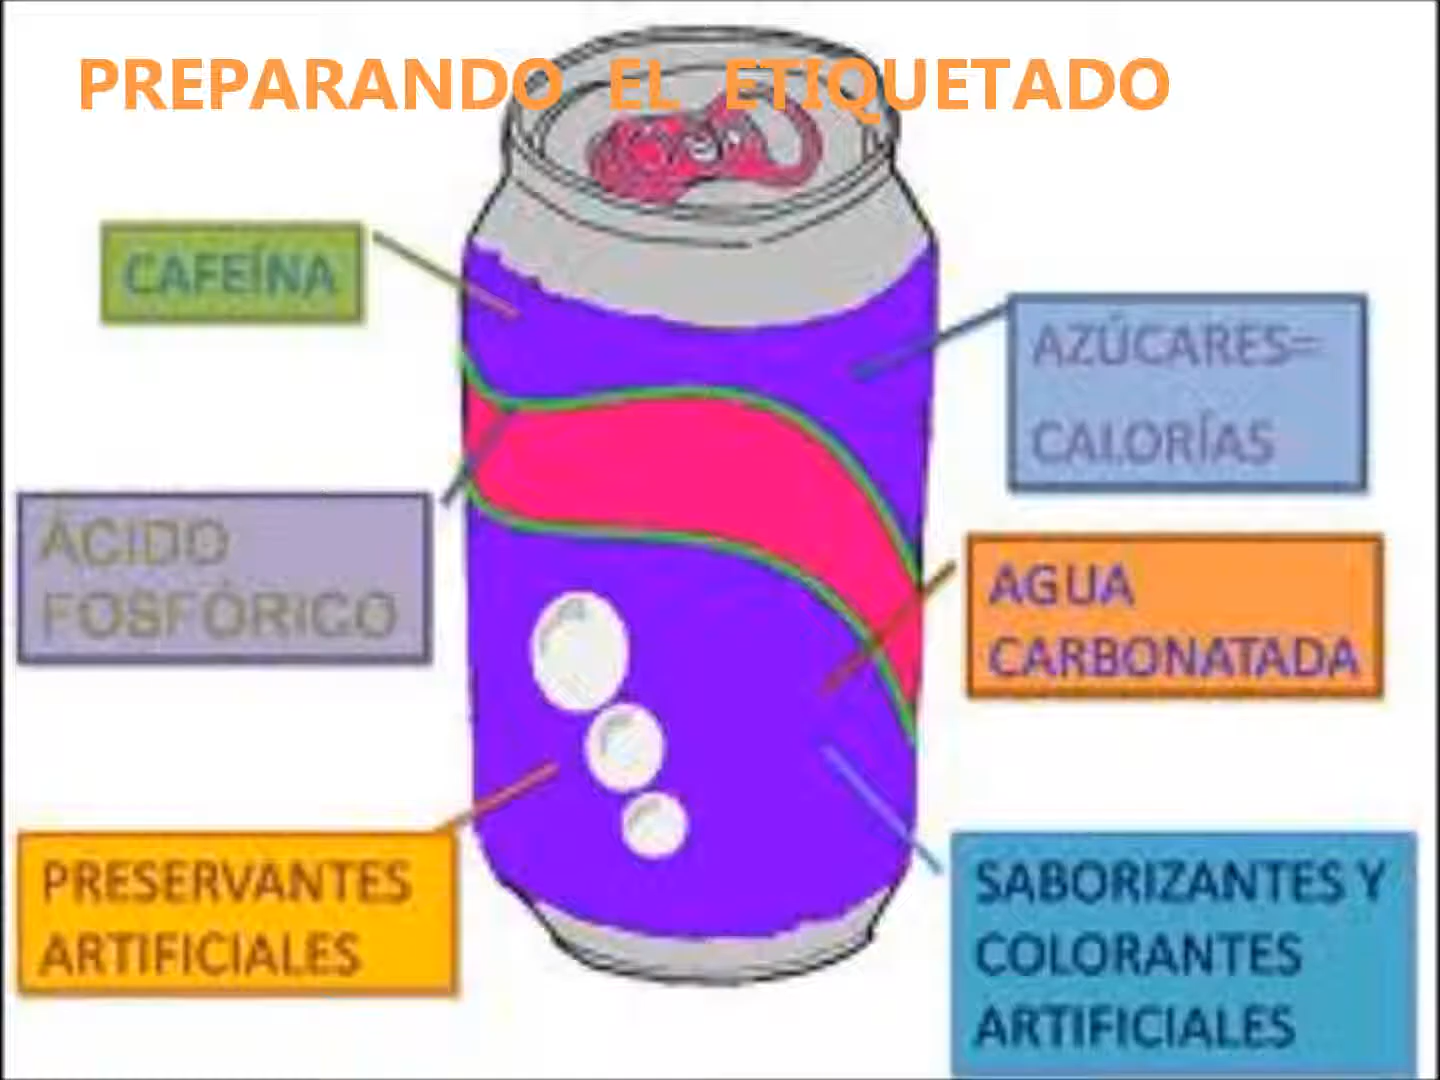 PREPARANDO EL ETIQUETADO
CAFEÍNA
AZÚCARES=
CALORÍAS
ÁCIDO
FOSFÓRICO
AGUA
CARBONATADA
PRESERVANTES
ARTIFICIALES
SABORIZANTES Y
COLORANTES
ARTIFICIALES